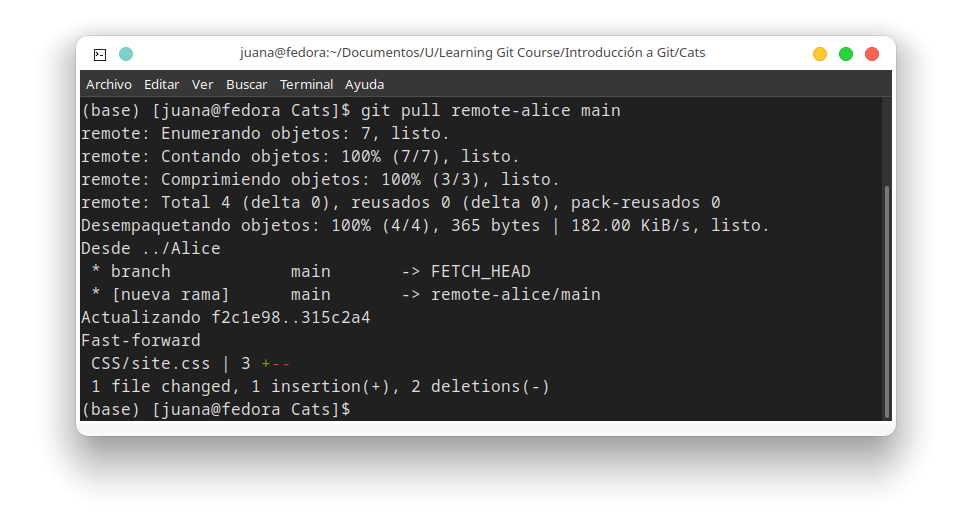 juana@fedora:~/Documentos/U/Learning Git Course/Introducción a Git/Cats
Archivo Editar Ver Buscar Terminal Ayuda
(base) [juana@fedora Cats]$ git pull remote-alice main
remote: Enumerando objetos: 7, listo.
remote: Contando objetos: 100% (7/7), listo.
remote: Comprimiendo objetos: 100% (3/3), listo.
remote: Total 4 (delta 0), reusados 0 (delta 0), pack-reusados 0
Desempaquetando objetos: 100% (4/4), 365 bytes | 182.00 KiB/s, listo.
Desde ../Alice
 * branch            main       -> FETCH_HEAD
 * [nueva rama]      main       -> remote-alice/main
Actualizando f2c1e98..315c2a4
Fast-forward
 CSS/site.css | 3 +--
 1 file changed, 1 insertion(+), 2 deletions(-)
(base) [juana@fedora Cats]$